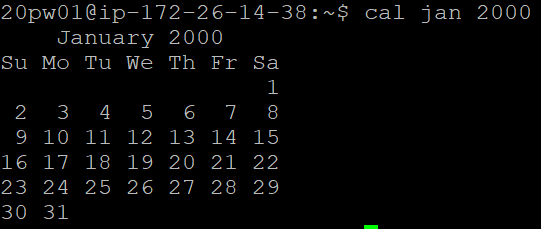 20pw01@ip-172-26-14-38:~$ cal jan 2000
    January 2000
Su Mo Tu We Th Fr Sa
                   1
 2  3  4  5  6  7  8
 9 10 11 12 13 14 15
16 17 18 19 20 21 22
23 24 25 26 27 28 29
30 31